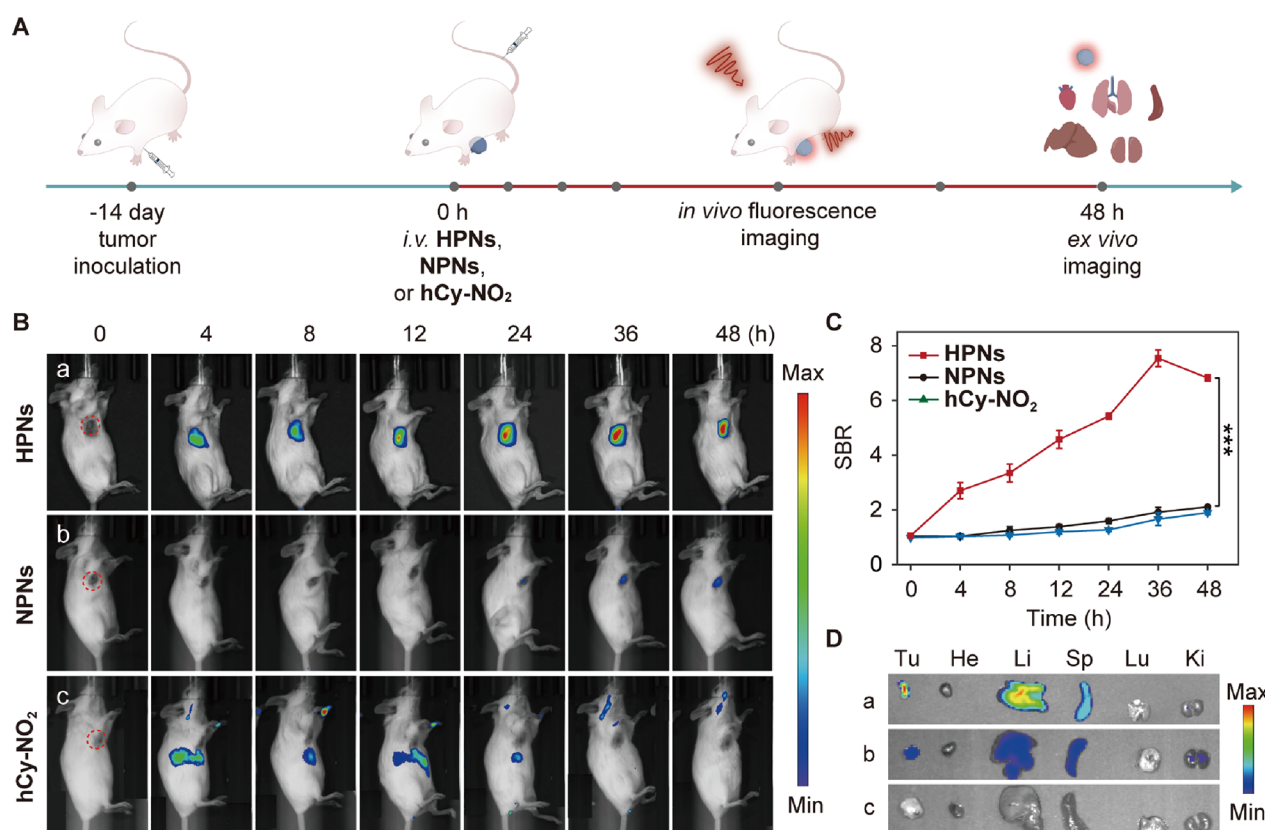 A
-14 day
tumor
inoculation
0 h
i.v. HPNs,
NPNs,
or hCy-NO₂
in vivo fluorescence
imaging
48 h
ex vivo
imaging
B
0 4 8 12 24 36 48 (h)
a
HPNs
b
NPNs
c
hCy-NO₂
Max
Min
C
HPNs
NPNs
hCy-NO₂
***
SBR
8
6
4
2
0
0 4 8 12 24 36 48
Time (h)
D
Tu He Li Sp Lu Ki
a
b
c
Max
Min